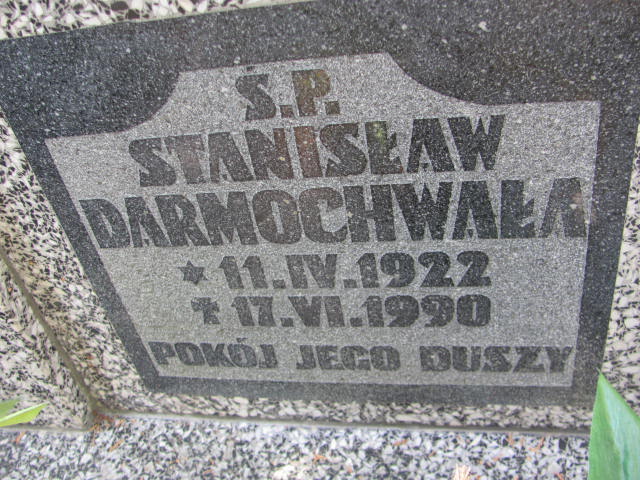 Ś.P.
STANISŁAW
DARMOCHWAŁA
✶ 11.IV.1922
✝ 17.VI.1990
POKÓJ JEGO DUSZY